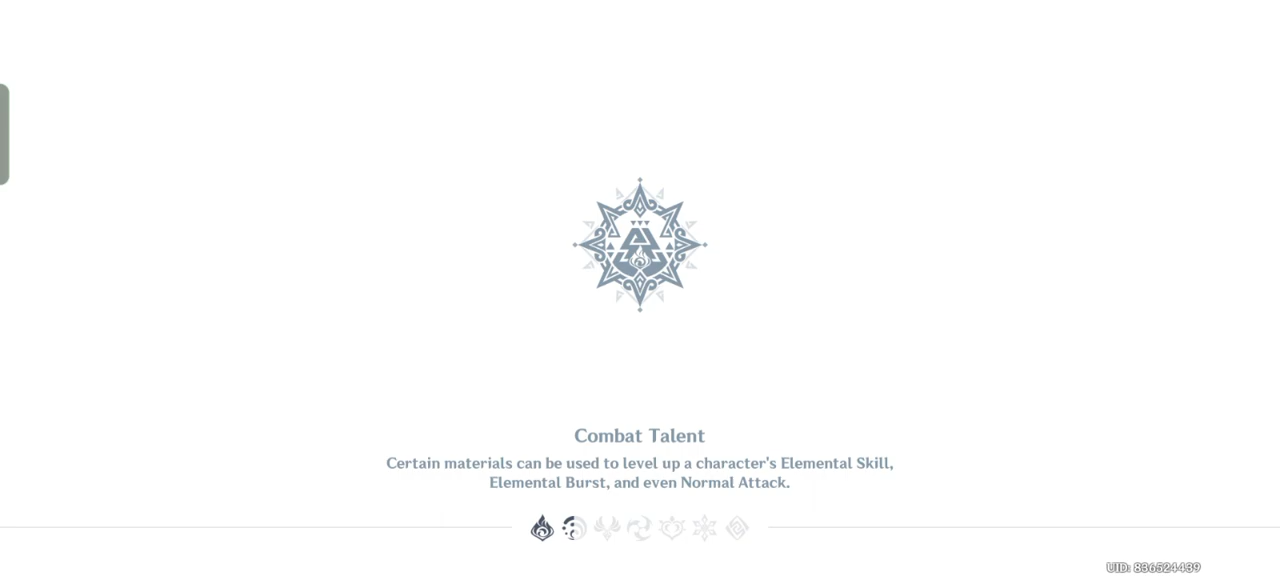 Combat Talent
Certain materials can be used to level up a character's Elemental Skill,
Elemental Burst, and even Normal Attack.
UID: 836524439